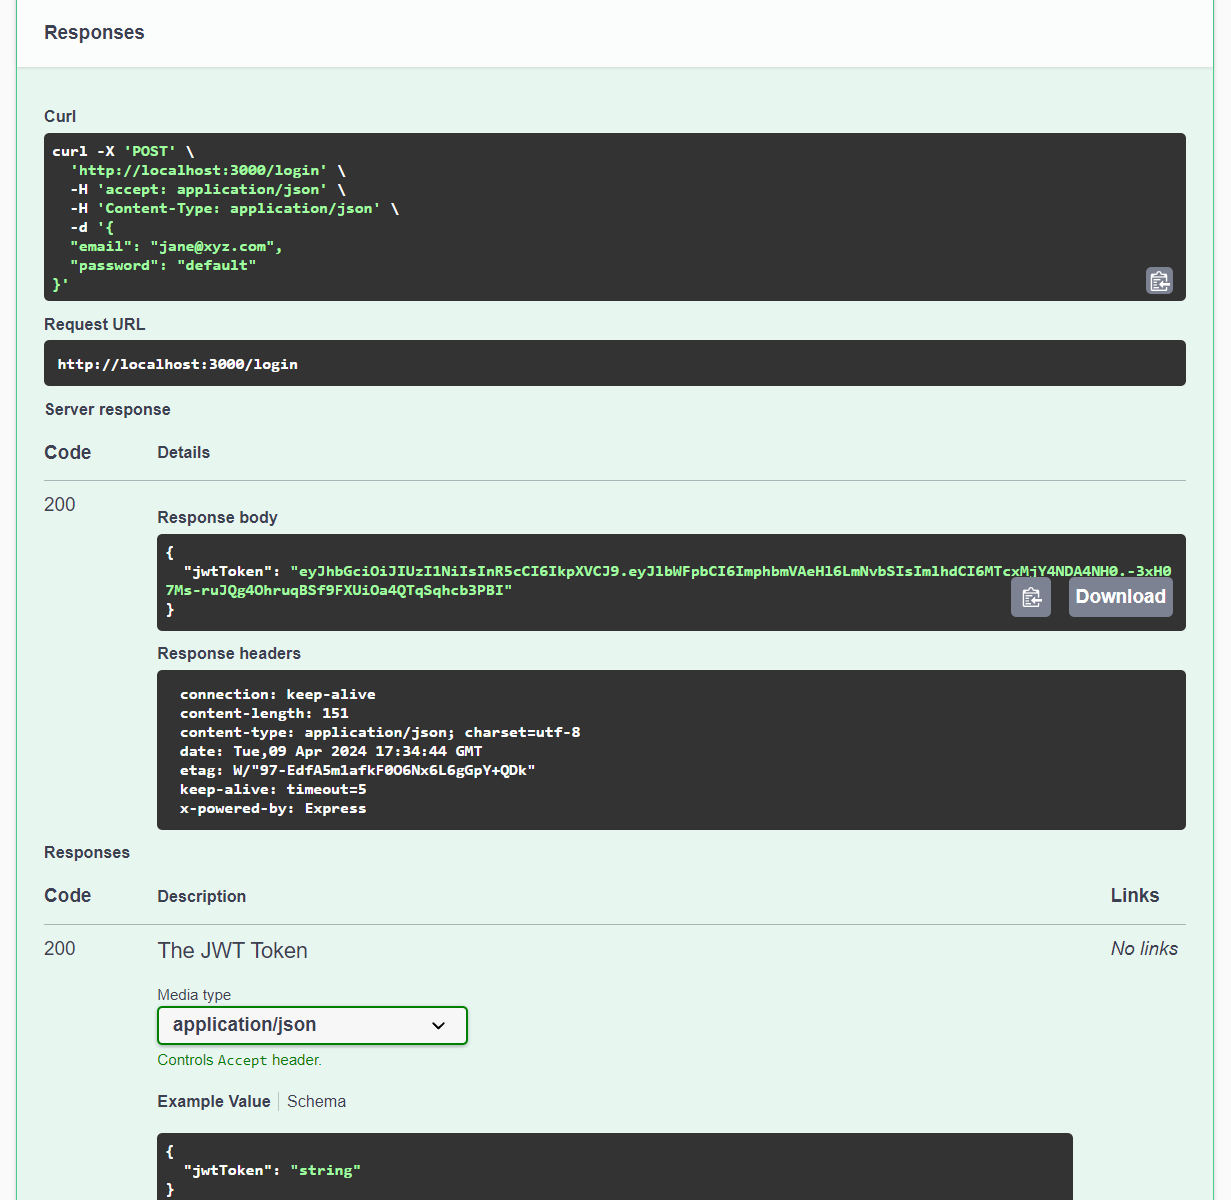 Responses
Curl
curl -X 'POST' \
'http://localhost:3000/login' \
-H 'accept: application/json' \
-H 'Content-Type: application/json' \
-d '{
"email": "jane@xyz.com",
"password": "default"
}'
Request URL
http://localhost:3000/login
Server response
Code Details
200
Response body
{
"jwtToken": "eyJhbGciOiJIUzI1NiIsInR5cCI6IkpXVCJ9.eyJlbWFpbCI6ImphbmVAeHl6LmNvbSIsImlhdCI6MTcxMjY4NDA4NH0.-3xH0
7Ms-ruJQg4OhruqBSf9FXUiOa4QTqSqhcb3PBI"
}
Download
Response headers
connection: keep-alive
content-length: 151
content-type: application/json; charset=utf-8
date: Tue,09 Apr 2024 17:34:44 GMT
etag: W/"97-EdfA5m1afkF0O6Nx6L6gGpY+QDk"
keep-alive: timeout=5
x-powered-by: Express
Responses
Code Description Links
200 The JWT Token No links
Media type
application/json
Controls Accept header.
Example Value Schema
{
"jwtToken": "string"
}